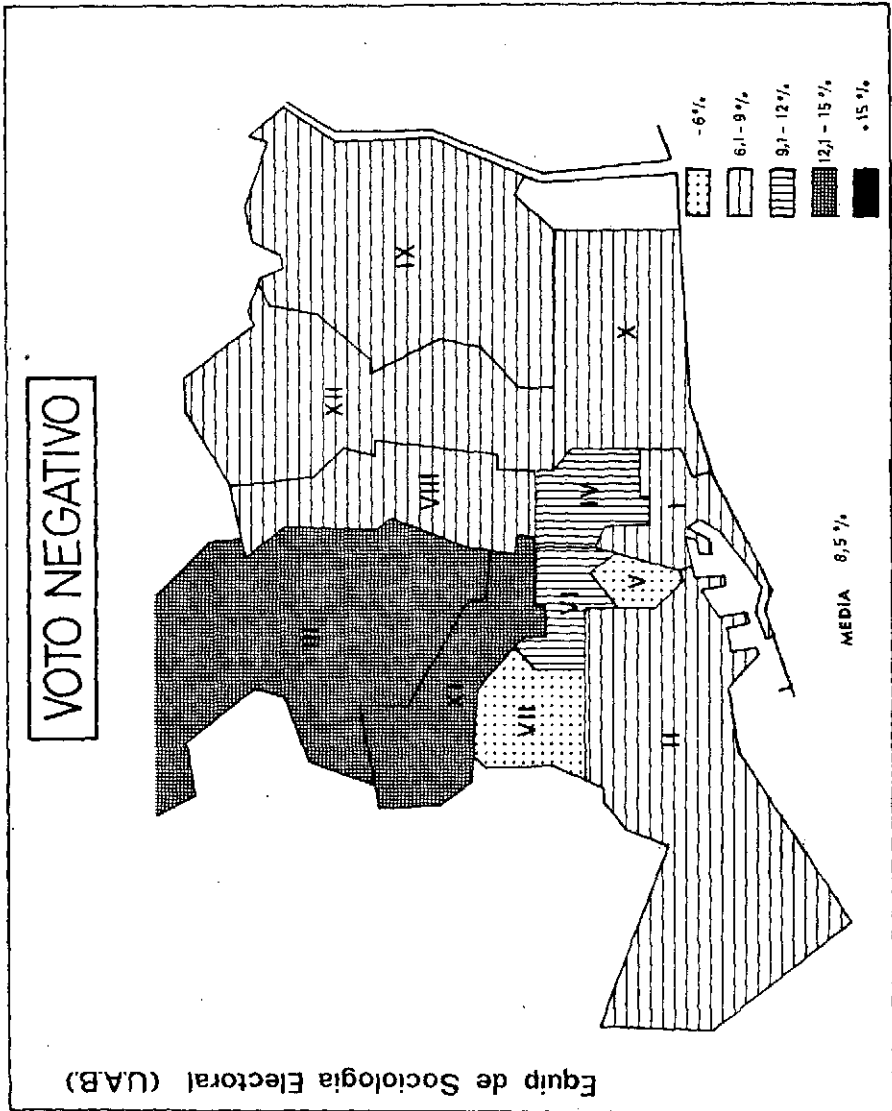 VOTO NEGATIVO
III
XI
VII
II
VI
V
IV
I
VIII
XII
IX
X
-6%
6,1-9%
9,1-12%
12,1-15%
+15%
MEDIA 8,5%
Equip de Sociologia Electoral (U.A.B.)